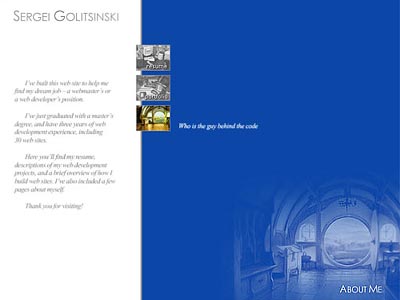 SERGEI GOLITSINSKI
resume
I've built this web site to help me
find my dream job – a webmaster's or
a web developer's position.
I've just graduated with a master's
degree, and have three years of web
development experience, including
30 web sites.
Here you'll find my resume,
descriptions of my web development
projects, and a brief overview of how I
build web sites. I've also included a few
pages about myself.
Thank you for visiting!
Who is the guy behind the code
ABOUT ME